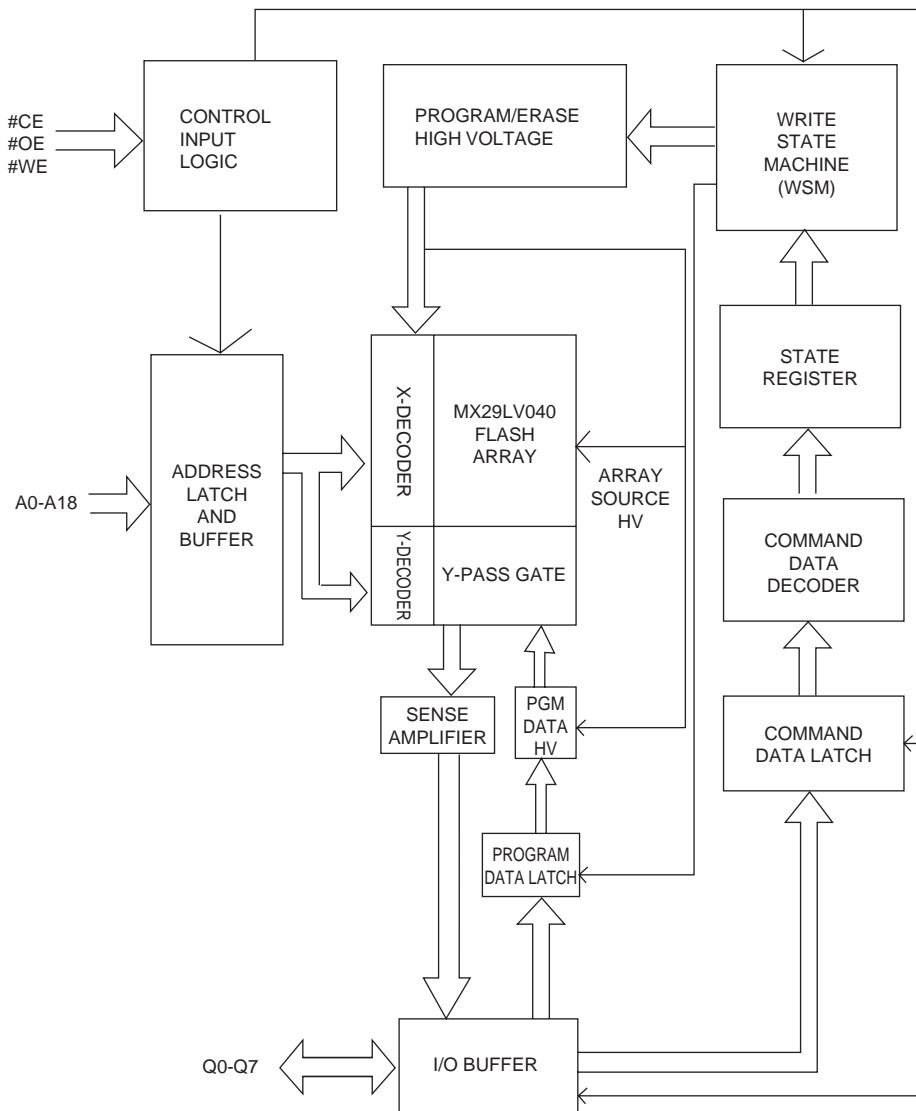 CONTROL
INPUT
LOGIC
PROGRAM/ERASE
HIGH VOLTAGE
WRITE
STATE
MACHINE
(WSM)
#CE
#OE
#WE
STATE
REGISTER
X-DECODER
MX29LV040
FLASH
ARRAY
ARRAY
SOURCE
HV
ADDRESS
LATCH
AND
BUFFER
A0-A18
COMMAND
DATA
DECODER
Y-DECODER
Y-PASS GATE
SENSE
AMPLIFIER
PGM
DATA
HV
COMMAND
DATA LATCH
PROGRAM
DATA LATCH
Q0-Q7
I/O BUFFER